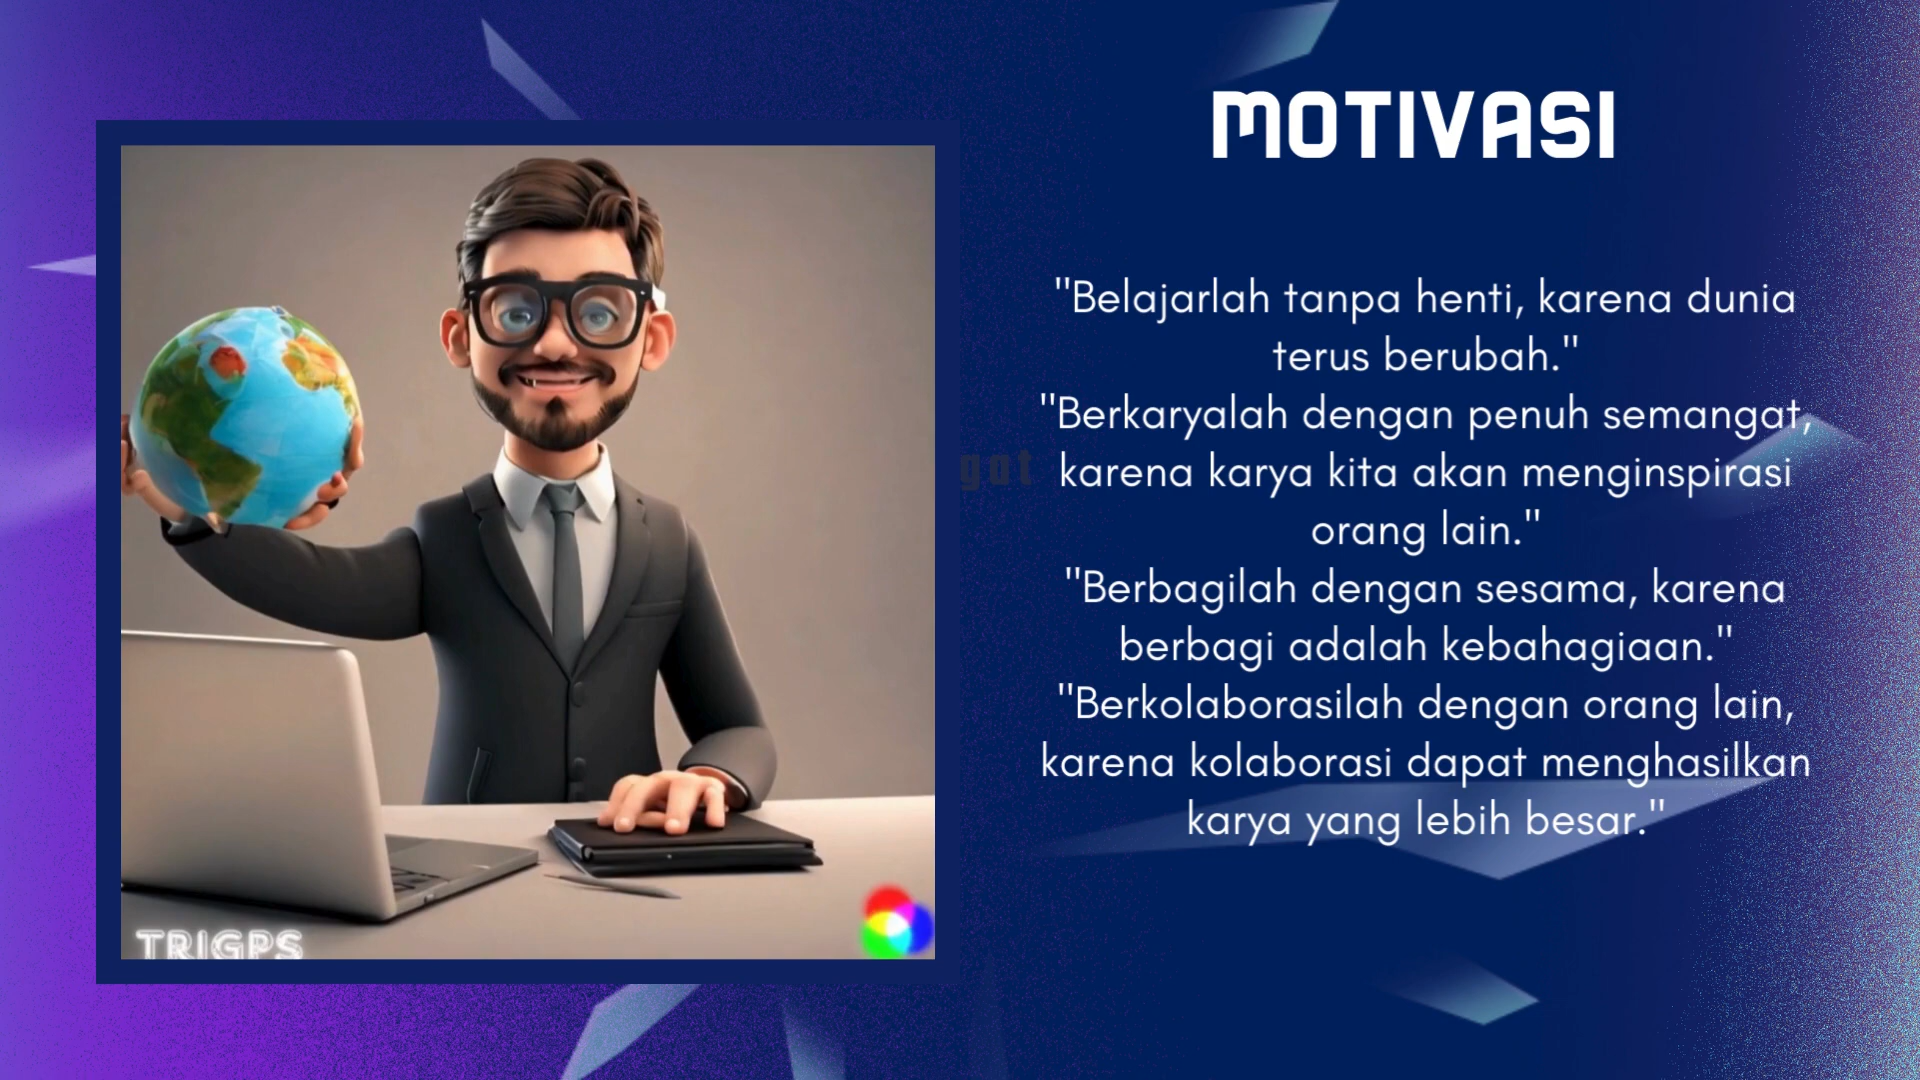 MOTIVASI
"Belajarlah tanpa henti, karena dunia
terus berubah."
"Berkaryalah dengan penuh semangat,
karena karya kita akan menginspirasi
orang lain."
"Berbagilah dengan sesama, karena
berbagi adalah kebahagiaan."
"Berkolaborasilah dengan orang lain,
karena kolaborasi dapat menghasilkan
karya yang lebih besar."
gat
TRIGPS